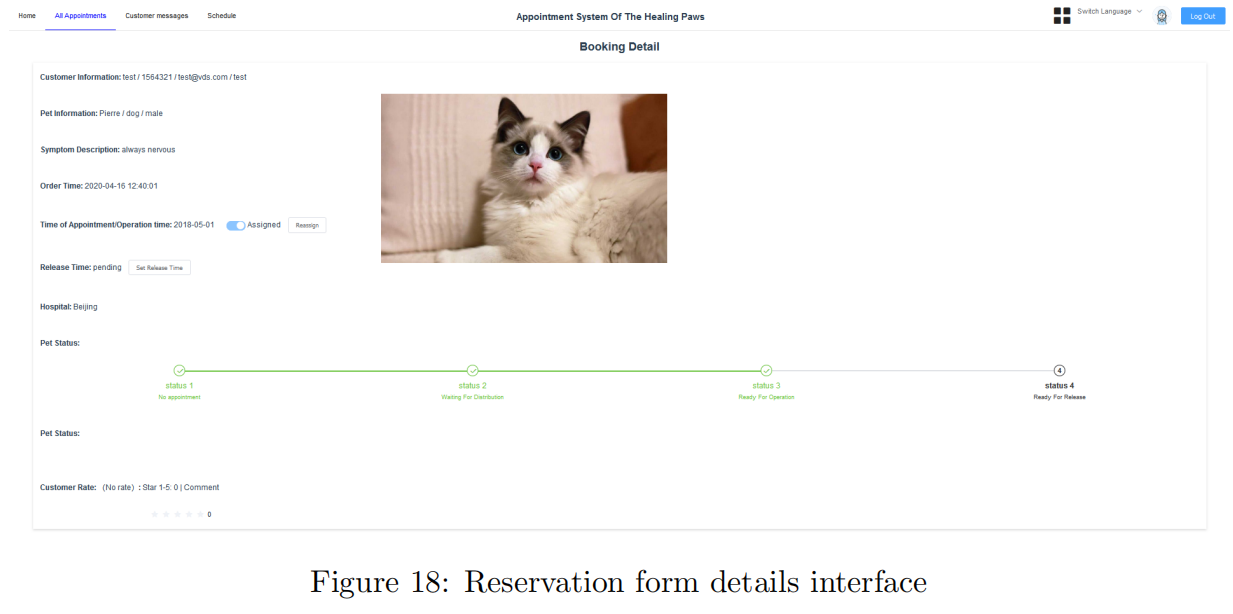 Home All Appointments Customer messages Schedule Appointment System Of The Healing Paws Switch Language Log Out
Booking Detail
Customer Information: test / 1564321 / test@vds.com / test
Pet Information: Pierre / dog / male
Symptom Description: always nervous
Order Time: 2020-04-16 12:40:01
Time of Appointment/Operation time: 2018-05-01 Assigned Reassign
Release Time: pending Set Release Time
Hospital: Beijing
Pet Status:
4
status 1 status 2 status 3 status 4
No appointment Waiting For Distribution Ready For Operation Ready For Release
Pet Status:
Customer Rate: (No rate) : Star 1-5: 0 | Comment
0
Figure 18: Reservation form details interface